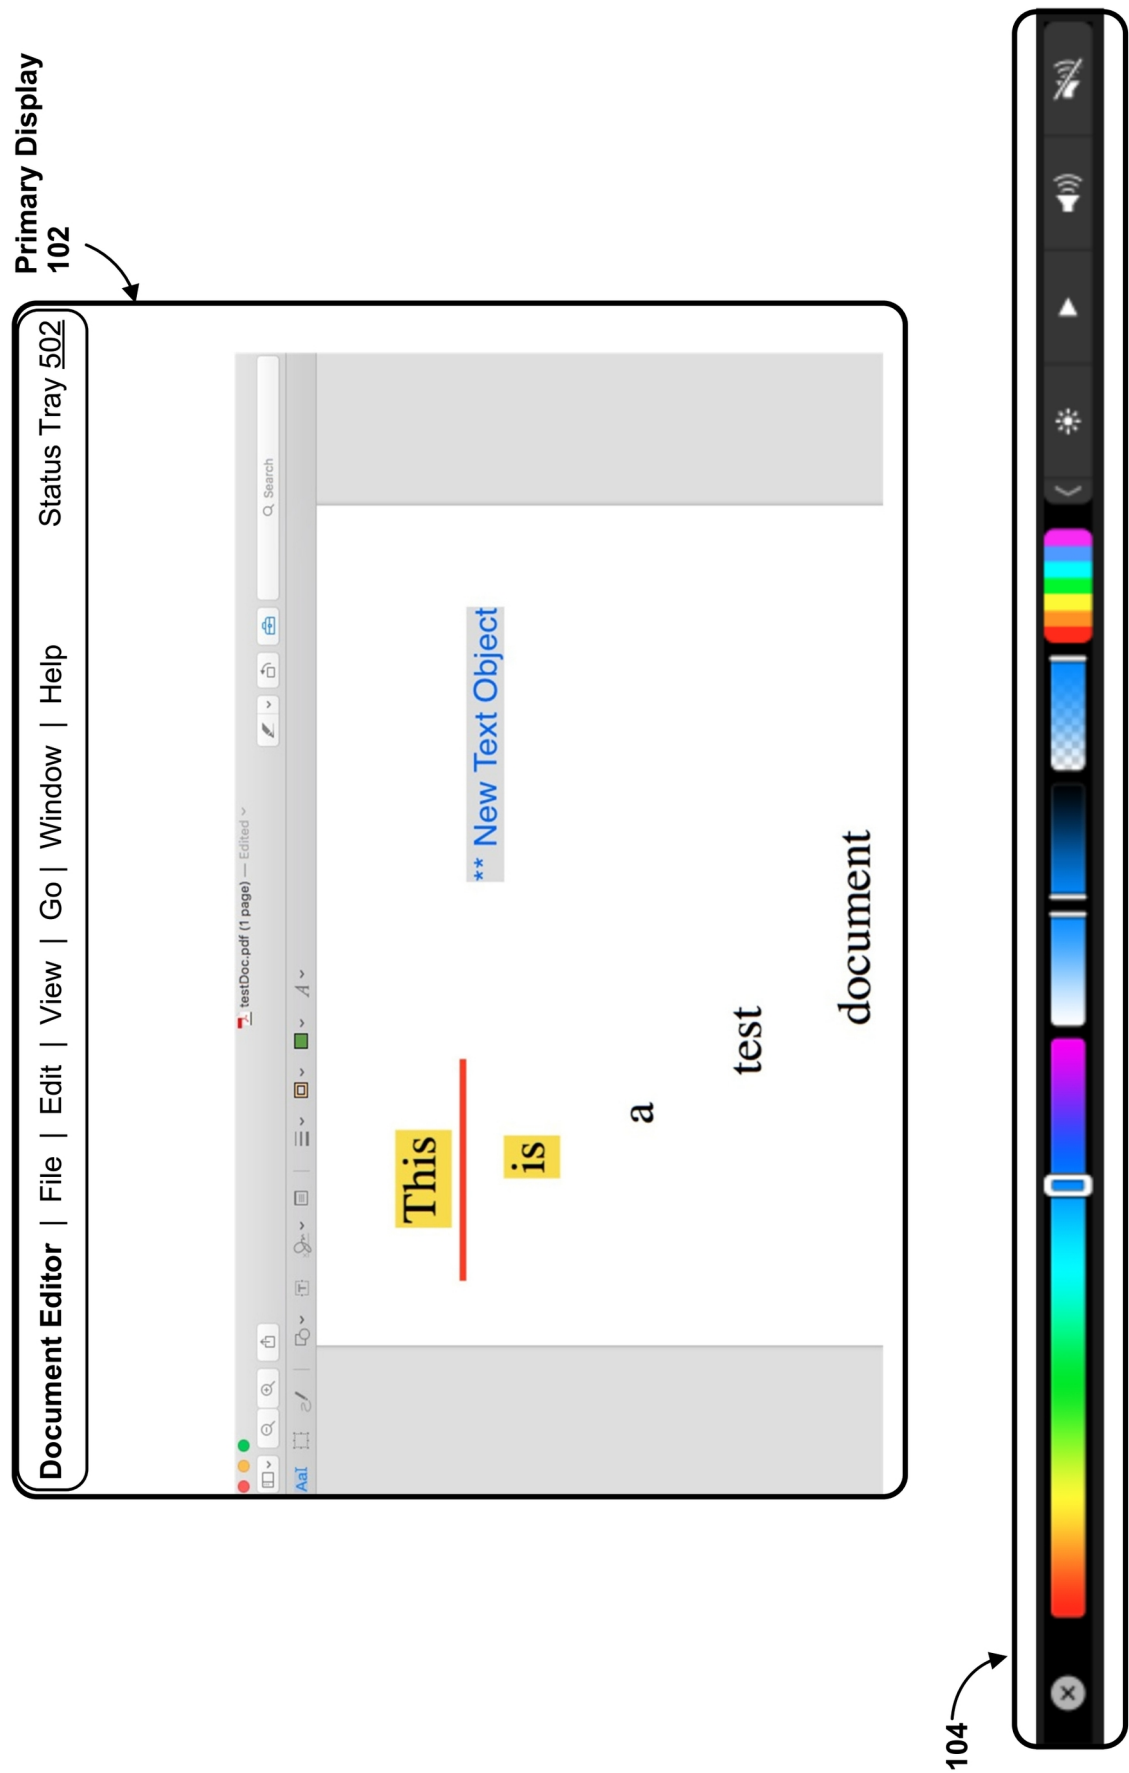 Primary Display
102
Document Editor | File | Edit | View | Go | Window | Help
Status Tray 502
testDoc.pdf (1 page) — Edited
Search
AaI
T
A
This
** New Text Object
is
a
test
document
104